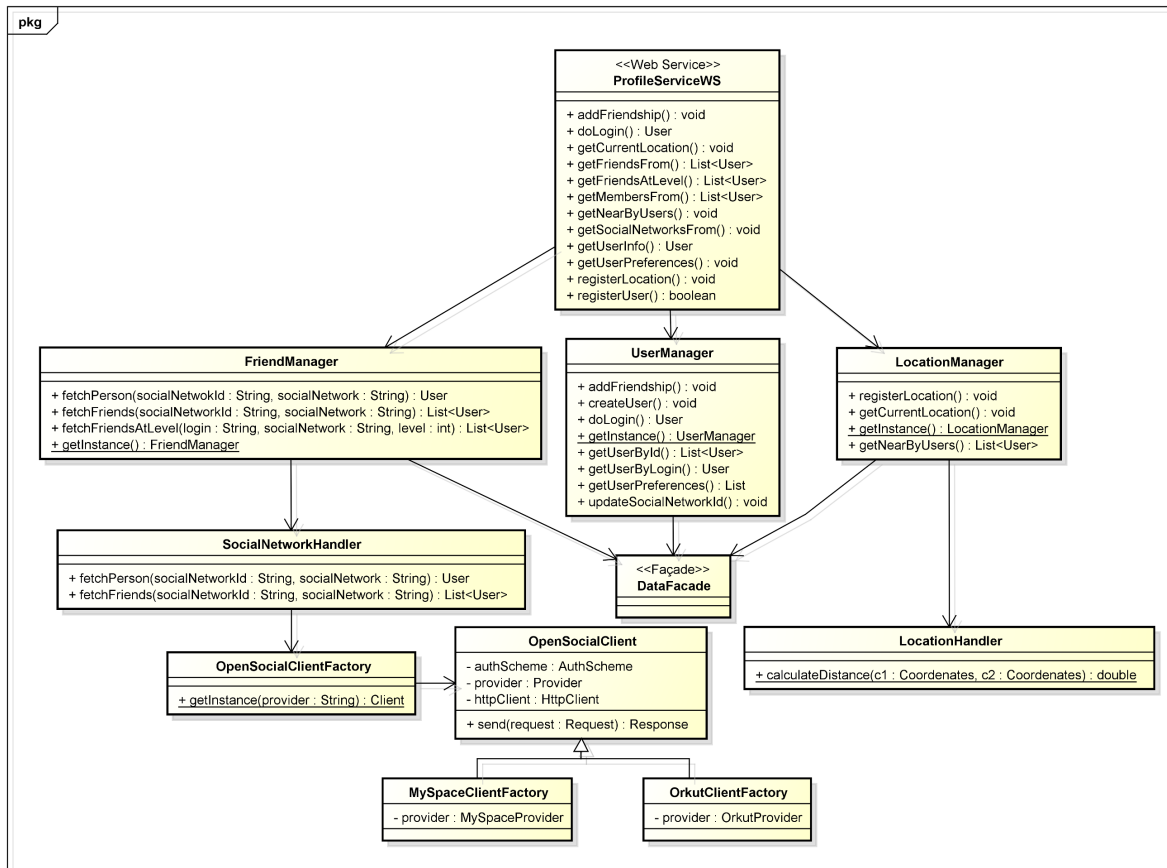 pkg
<<Web Service>>
ProfileServiceWS
+ addFriendship() : void
+ doLogin() : User
+ getCurrentLocation() : void
+ getFriendsFrom() : List<User>
+ getFriendsAtLevel() : List<User>
+ getMembersFrom() : List<User>
+ getNearByUsers() : void
+ getSocialNetworksFrom() : void
+ getUserInfo() : User
+ getUserPreferences() : void
+ registerLocation() : void
+ registerUser() : boolean
FriendManager
+ fetchPerson(socialNetwokId : String, socialNetwork : String) : User
+ fetchFriends(socialNetworkId : String, socialNetwork : String) : List<User>
+ fetchFriendsAtLevel(login : String, socialNetwork : String, level : int) : List<User>
+ getInstance() : FriendManager
UserManager
+ addFriendship() : void
+ createUser() : void
+ doLogin() : User
+ getInstance() : UserManager
+ getUserById() : List<User>
+ getUserByLogin() : User
+ getUserPreferences() : List
+ updateSocialNetworkId() : void
LocationManager
+ registerLocation() : void
+ getCurrentLocation() : void
+ getInstance() : LocationManager
+ getNearByUsers() : List<User>
SocialNetworkHandler
+ fetchPerson(socialNetworkId : String, socialNetwork : String) : User
+ fetchFriends(socialNetworkId : String, socialNetwork : String) : List<User>
<<Façade>>
DataFacade
LocationHandler
+ calculateDistance(c1 : Coordenates, c2 : Coordenates) : double
OpenSocialClientFactory
+ getInstance(provider : String) : Client
OpenSocialClient
- authScheme : AuthScheme
- provider : Provider
- httpClient : HttpClient
+ send(request : Request) : Response
MySpaceClientFactory
- provider : MySpaceProvider
OrkutClientFactory
- provider : OrkutProvider